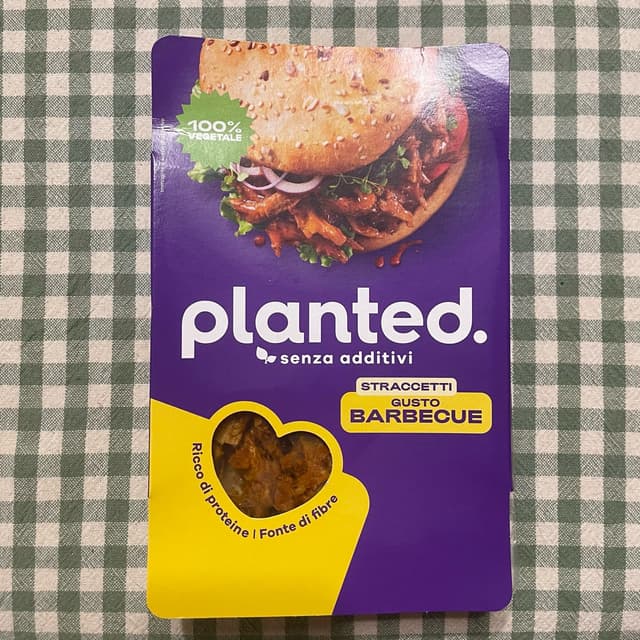 100%
VEGETALE
planted.
senza additivi
STRACCETTI
GUSTO
BARBECUE
Ricco di proteine | Fonte di fibre